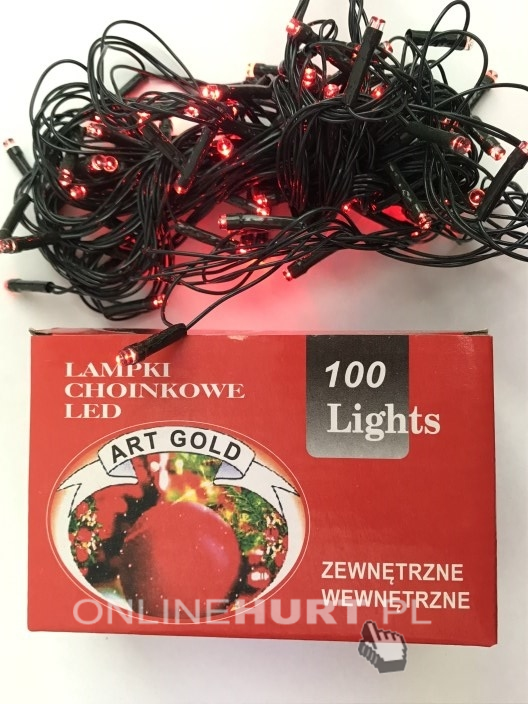 LAMPKI
CHOINKOWE
LED
100
Lights
ART GOLD
ZEWNĘTRZNE
WEWNĘTRZNE
ONLINEHURT.PL